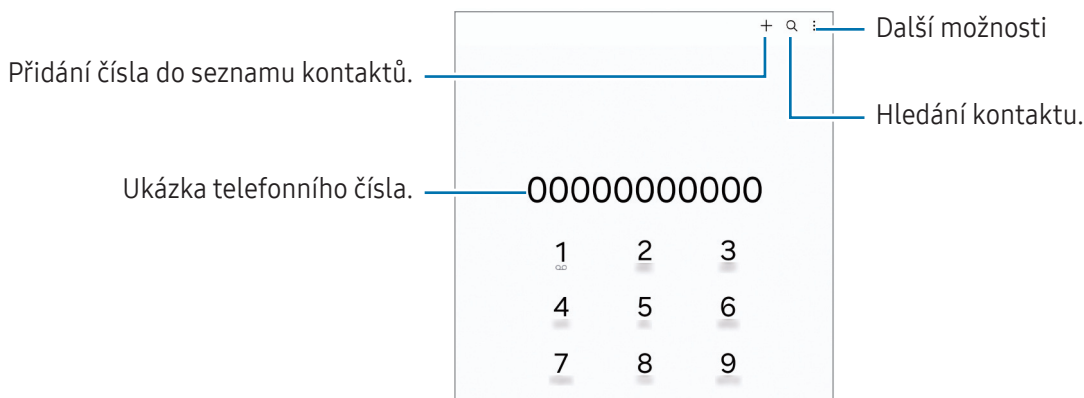 Další možnosti
Přidání čísla do seznamu kontaktů.
Hledání kontaktu.
Ukázka telefonního čísla.
00000000000
1 2 3
4 5 6
7 8 9